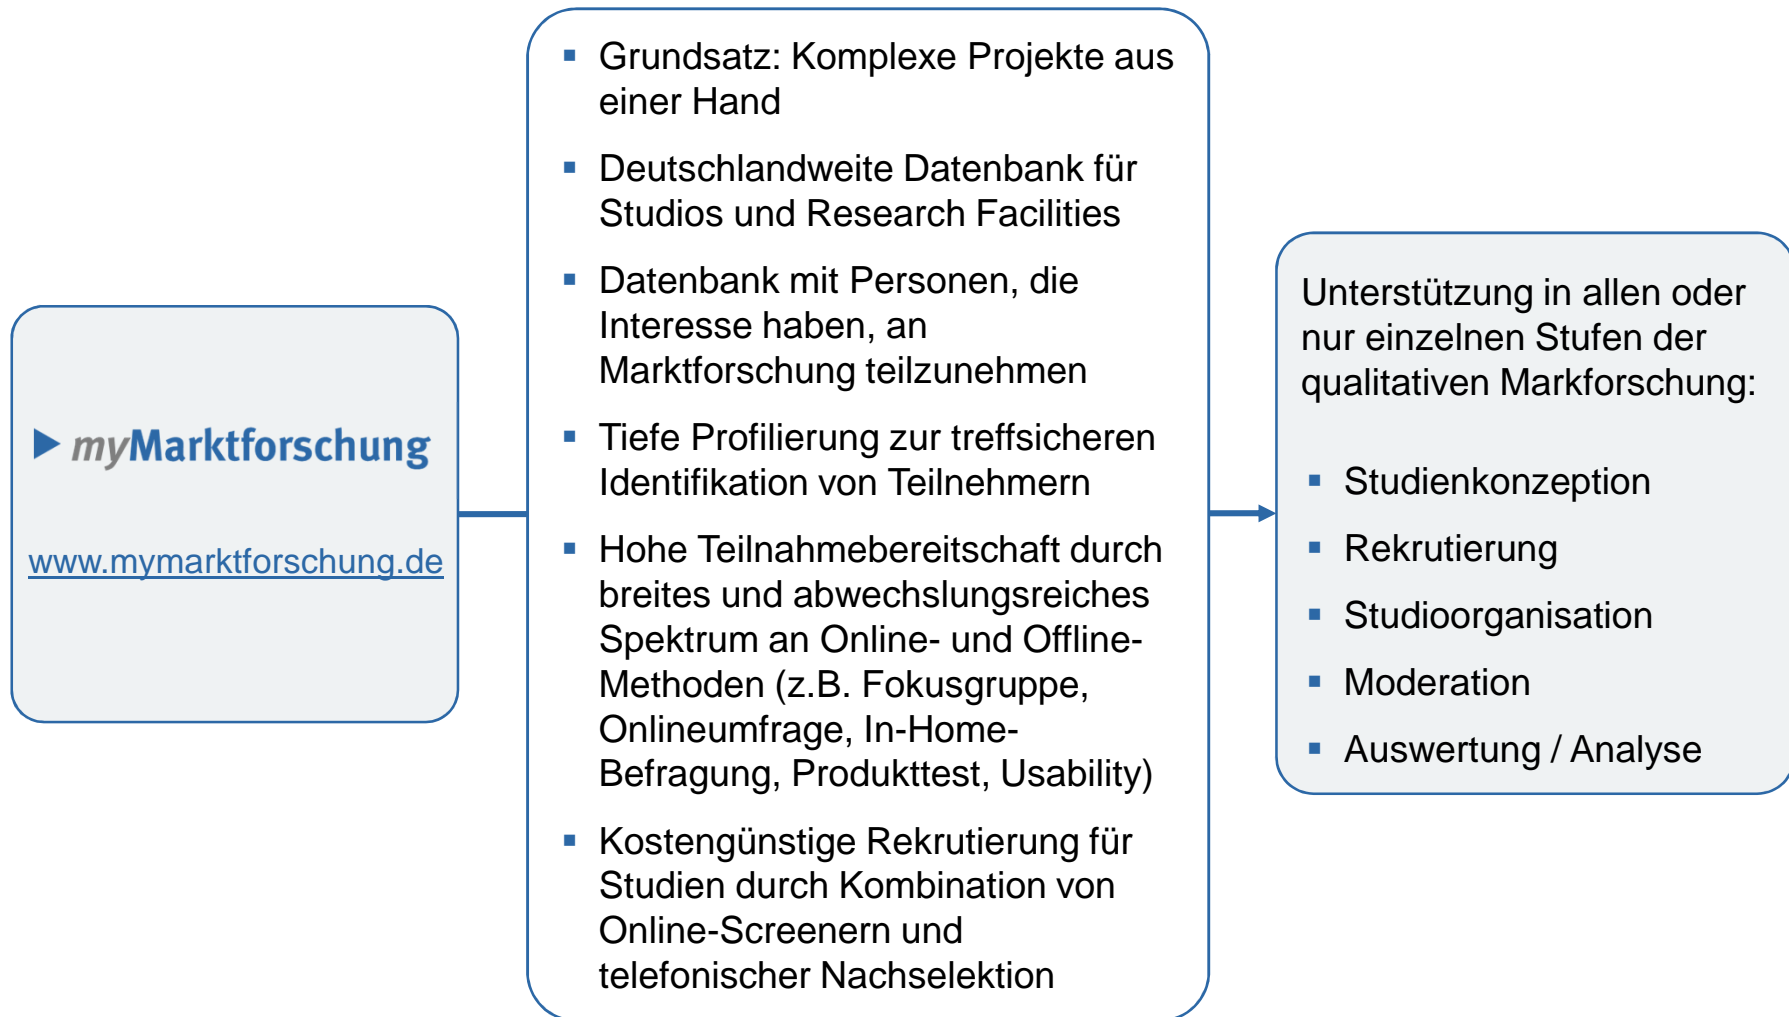 myMarktforschung
www.mymarktforschung.de
Grundsatz: Komplexe Projekte aus
einer Hand
Deutschlandweite Datenbank für
Studios und Research Facilities
Datenbank mit Personen, die
Interesse haben, an
Marktforschung teilzunehmen
Tiefe Profilierung zur treffsicheren
Identifikation von Teilnehmern
Hohe Teilnahmebereitschaft durch
breites und abwechslungsreiches
Spektrum an Online- und Offline-
Methoden (z.B. Fokusgruppe,
Onlineumfrage, In-Home-
Befragung, Produkttest, Usability)
Kostengünstige Rekrutierung für
Studien durch Kombination von
Online-Screenern und
telefonischer Nachselektion
Unterstützung in allen oder
nur einzelnen Stufen der
qualitativen Markforschung:
Studienkonzeption
Rekrutierung
Studioorganisation
Moderation
Auswertung / Analyse